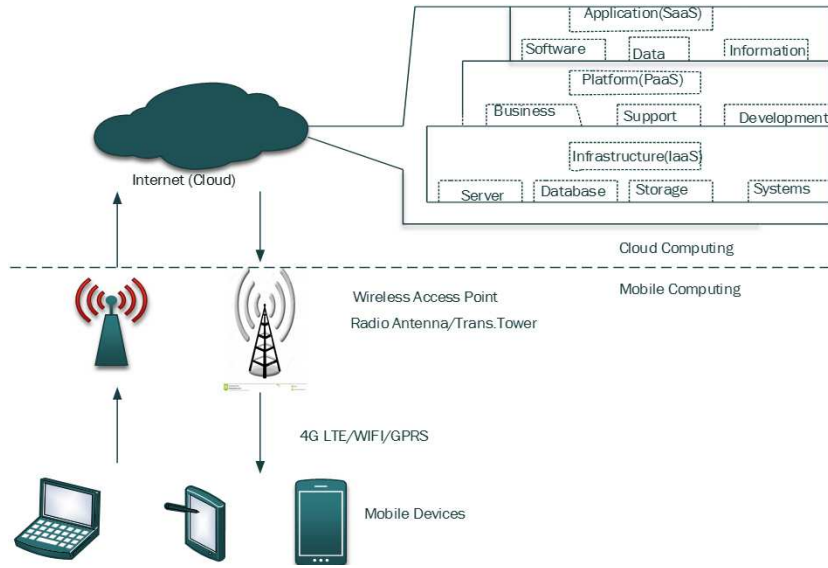 Application(SaaS)
Software Data Information
Platform(PaaS)
Business Support Development
Infrastructure(IaaS)
Server Database Storage Systems
Internet (Cloud)
Cloud Computing
Mobile Computing
Wireless Access Point
Radio Antenna/Trans.Tower
4G LTE/WIFI/GPRS
Mobile Devices